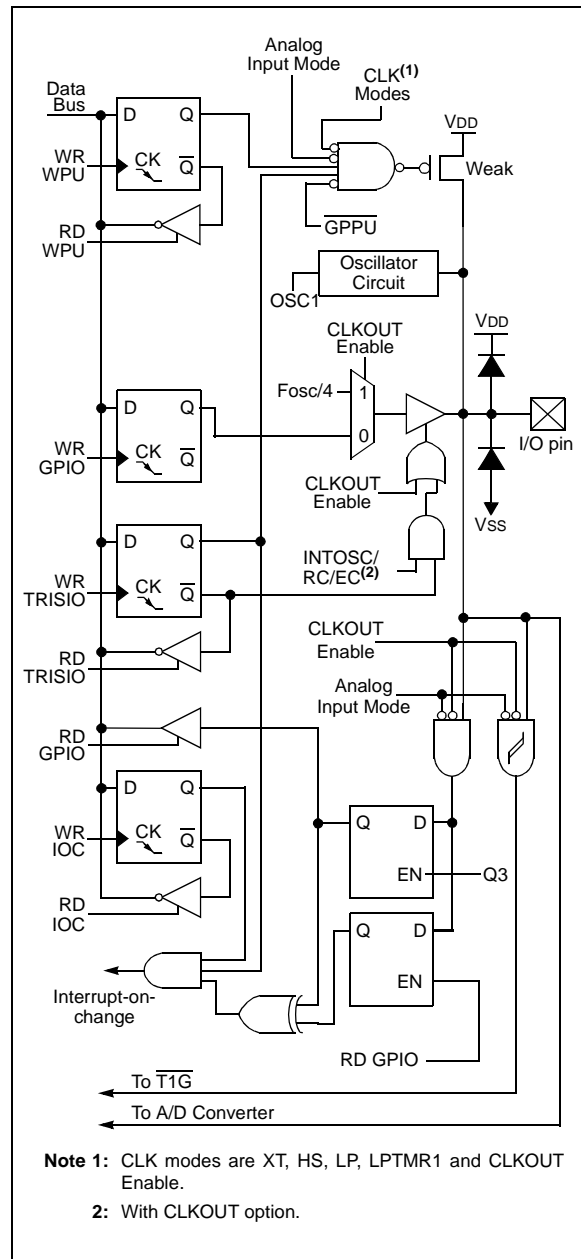 Analog
Input Mode
CLK(1)
Modes
Data
Bus
VDD
D Q
WR
WPU
CK
Q
Weak
RD
WPU
GPPU
Oscillator
Circuit
OSC1
CLKOUT
Enable
VDD
Fosc/4
1
0
D Q
WR
GPIO
CK
Q
I/O pin
CLKOUT
Enable
VSS
D Q
INTOSC/
RC/EC(2)
WR
TRISIO
CK
Q
CLKOUT
Enable
RD
TRISIO
Analog
Input Mode
RD
GPIO
D Q
WR
IOC
CK
Q
Q D
EN
Q3
RD
IOC
Q D
EN
Interrupt-on-
change
RD GPIO
To T1G
To A/D Converter
Note 1: CLK modes are XT, HS, LP, LPTMR1 and CLKOUT
Enable.
2: With CLKOUT option.